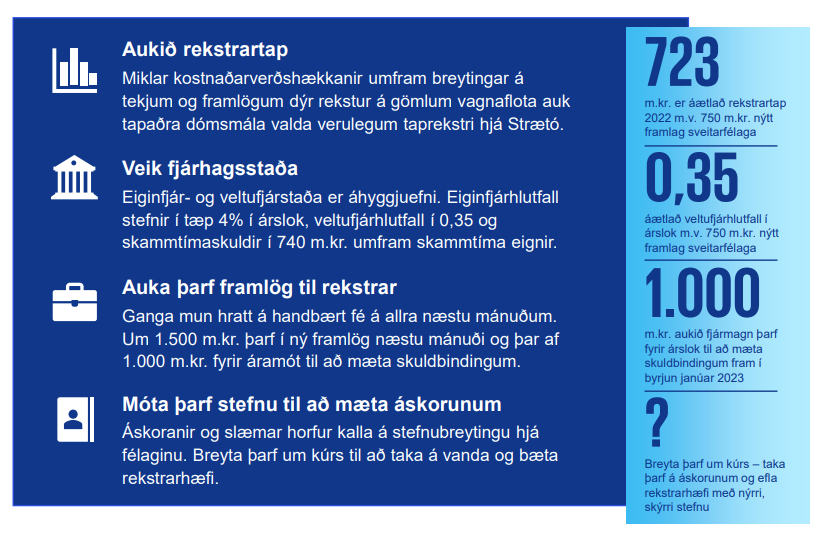 Aukið rekstrartap
Miklar kostnaðarverðshækkanir umfram breytingar á
tekjum og framlögum dýr rekstur á gömlum vagnaflota auk
tapaðra dómsmála valda verulegum taprekstri hjá Strætó.
Veik fjárhagsstaða
Eiginfjár- og veltufjárstaða er áhyggjuefni. Eiginfjárhlutfall
stefnir í tæp 4% í árslok, veltufjárhlutfall í 0,35 og
skammtímaskuldir í 740 m.kr. umfram skammtíma eignir.
Auka þarf framlög til rekstrar
Ganga mun hratt á handbært fé á allra næstu mánuðum.
Um 1.500 m.kr. þarf í ný framlög næstu mánuði og þar af
1.000 m.kr. fyrir áramót til að mæta skuldbindingum.
Móta þarf stefnu til að mæta áskorunum
Áskoranir og slæmar horfur kalla á stefnubreytingu hjá
félaginu. Breyta þarf um kúrs til að taka á vanda og bæta
rekstrarhæfi.
723
m.kr. er áætlað rekstrartap
2022 m.v. 750 m.kr. nýtt
framlag sveitarfélaga
0,35
áætlað veltufjárhlutfall í
árslok m.v. 750 m.kr. nýtt
framlag sveitarfélaga
1.000
m.kr. aukið fjármagn þarf
fyrir árslok til að mæta
skuldbindingum fram í
byrjun janúar 2023
?
Breyta þarf um kúrs – taka
þarf á áskorunum og efla
rekstrarhæfi með nýrri,
skýrri stefnu